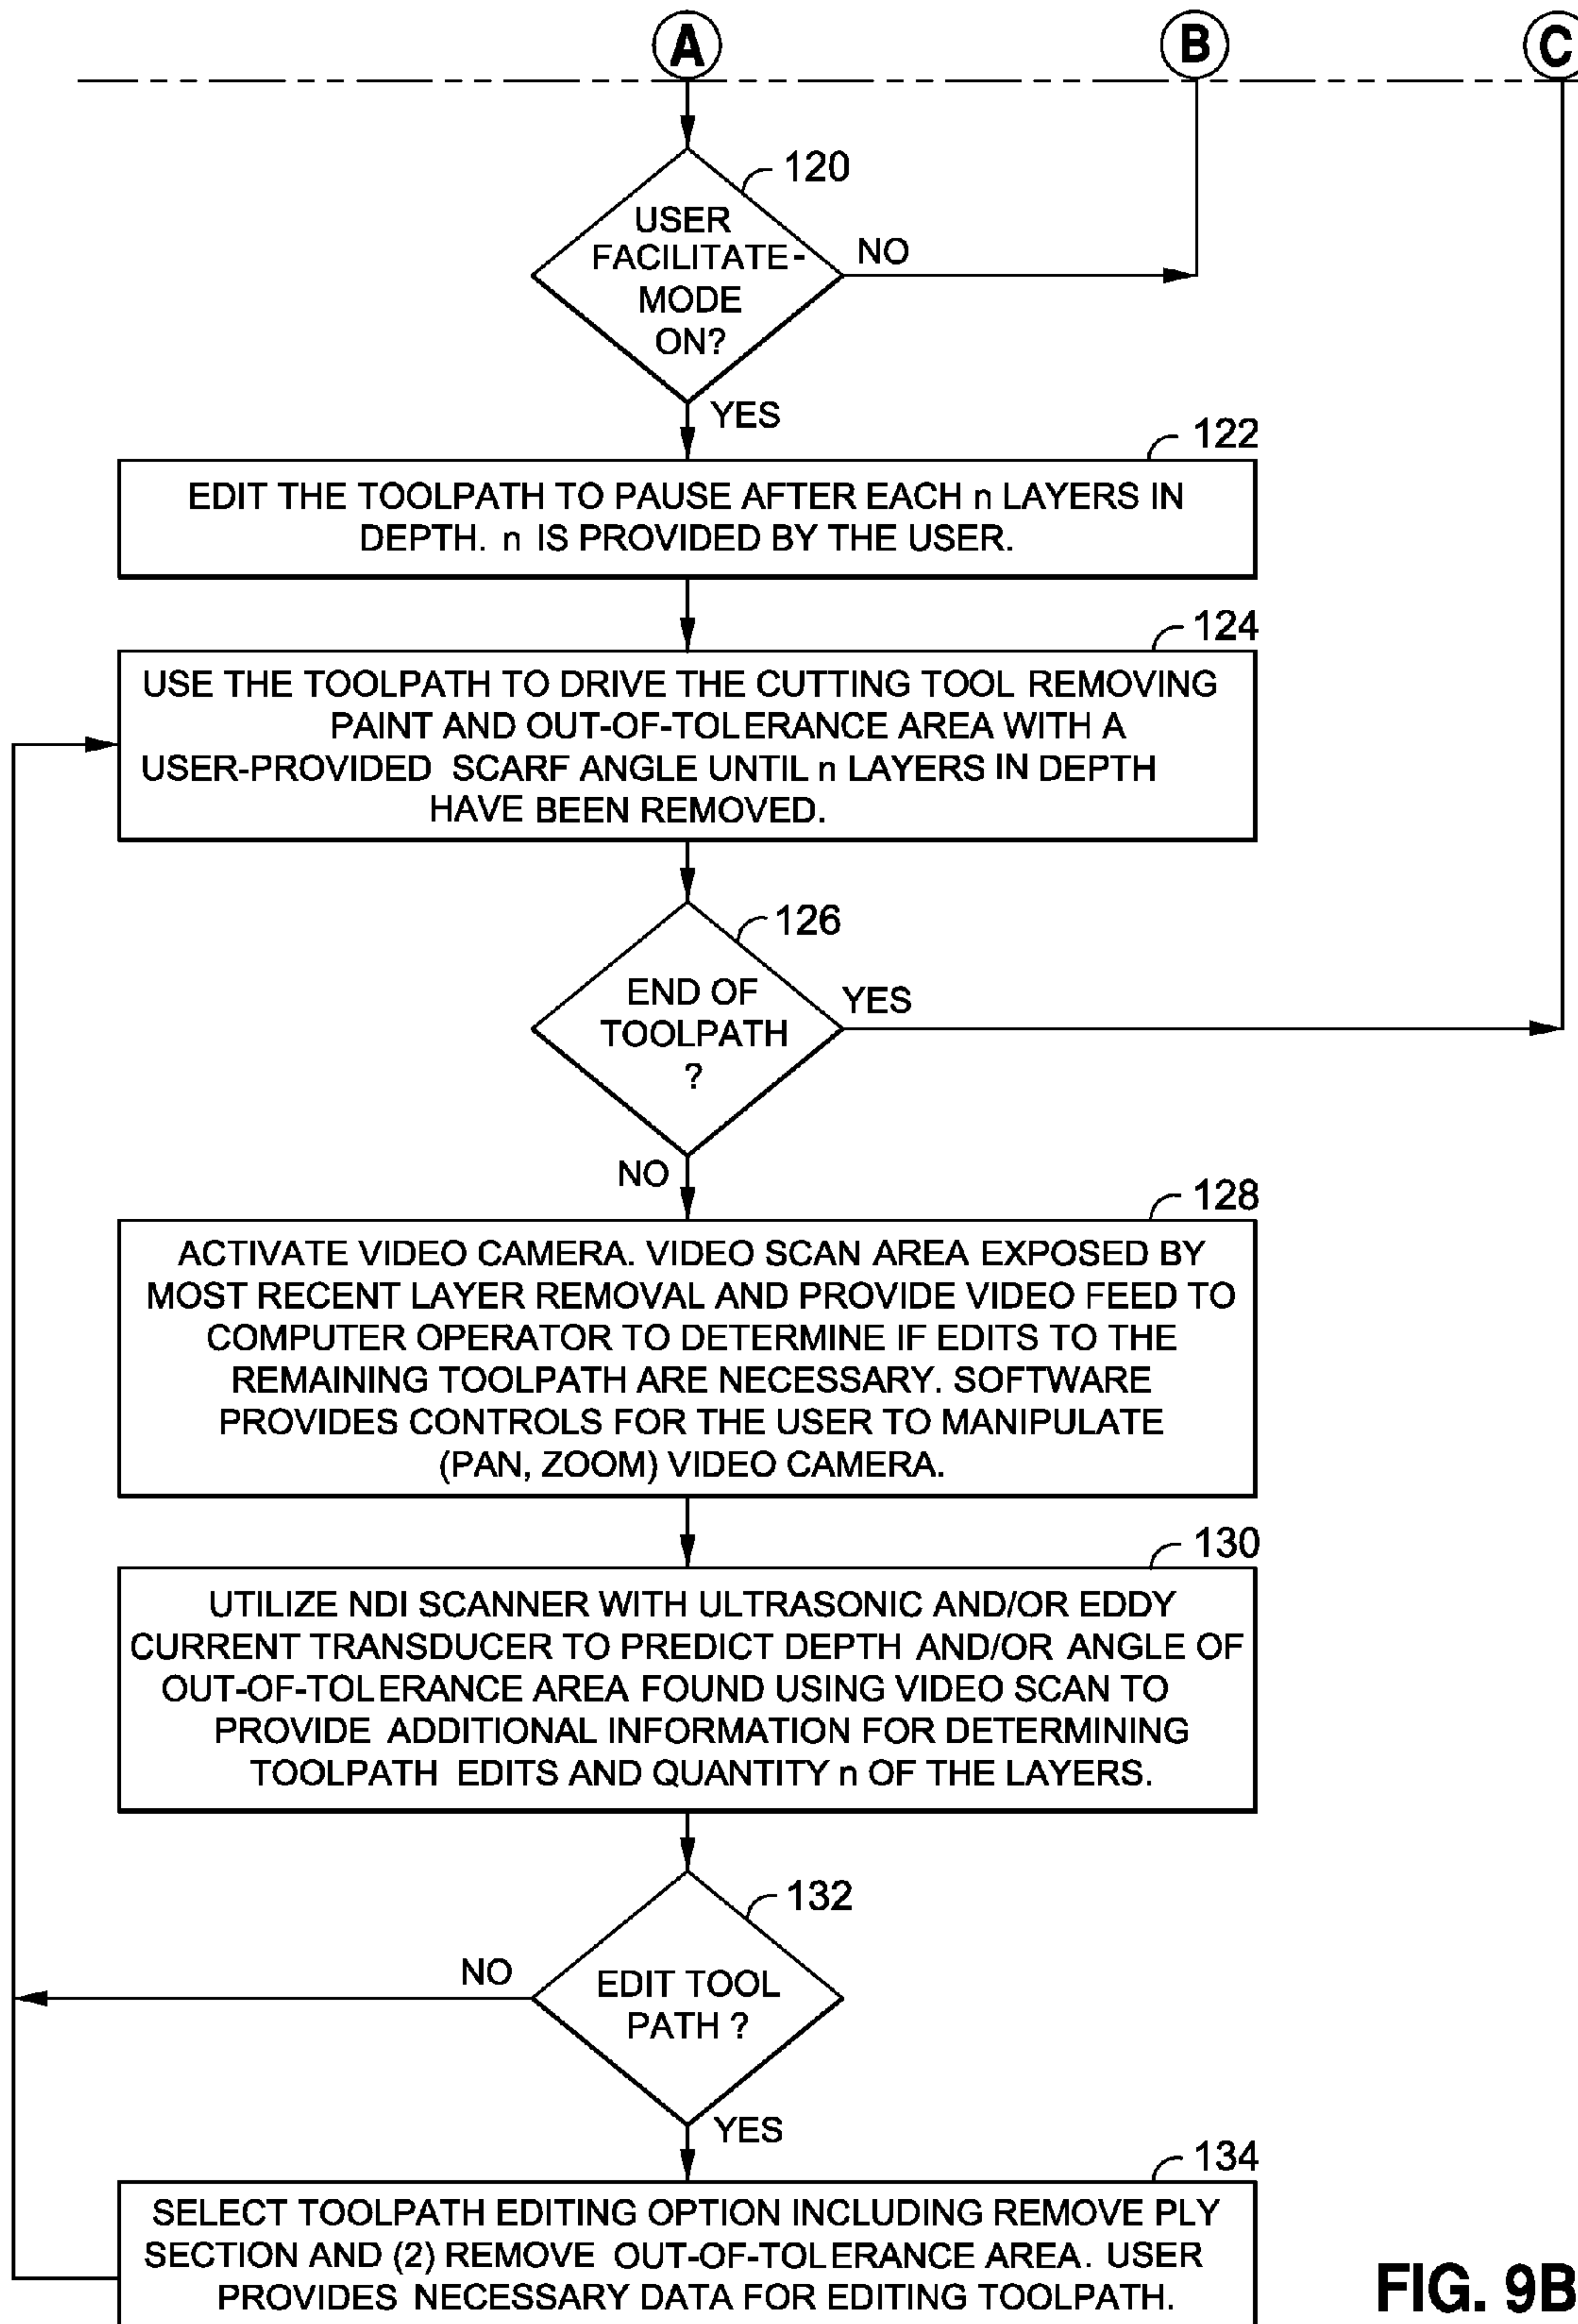 A
B
C
120
USER
FACILITATE-
MODE
ON?
NO
YES
122
EDIT THE TOOLPATH TO PAUSE AFTER EACH n LAYERS IN
DEPTH. n IS PROVIDED BY THE USER.
124
USE THE TOOLPATH TO DRIVE THE CUTTING TOOL REMOVING
PAINT AND OUT-OF-TOLERANCE AREA WITH A
USER-PROVIDED SCARF ANGLE UNTIL n LAYERS IN DEPTH
HAVE BEEN REMOVED.
126
END OF
TOOLPATH
?
YES
NO
128
ACTIVATE VIDEO CAMERA. VIDEO SCAN AREA EXPOSED BY
MOST RECENT LAYER REMOVAL AND PROVIDE VIDEO FEED TO
COMPUTER OPERATOR TO DETERMINE IF EDITS TO THE
REMAINING TOOLPATH ARE NECESSARY. SOFTWARE
PROVIDES CONTROLS FOR THE USER TO MANIPULATE
(PAN, ZOOM) VIDEO CAMERA.
130
UTILIZE NDI SCANNER WITH ULTRASONIC AND/OR EDDY
CURRENT TRANSDUCER TO PREDICT DEPTH AND/OR ANGLE OF
OUT-OF-TOLERANCE AREA FOUND USING VIDEO SCAN TO
PROVIDE ADDITIONAL INFORMATION FOR DETERMINING
TOOLPATH EDITS AND QUANTITY n OF THE LAYERS.
132
NO
EDIT TOOL
PATH ?
YES
134
SELECT TOOLPATH EDITING OPTION INCLUDING REMOVE PLY
SECTION AND (2) REMOVE OUT-OF-TOLERANCE AREA. USER
PROVIDES NECESSARY DATA FOR EDITING TOOLPATH.
FIG. 9B